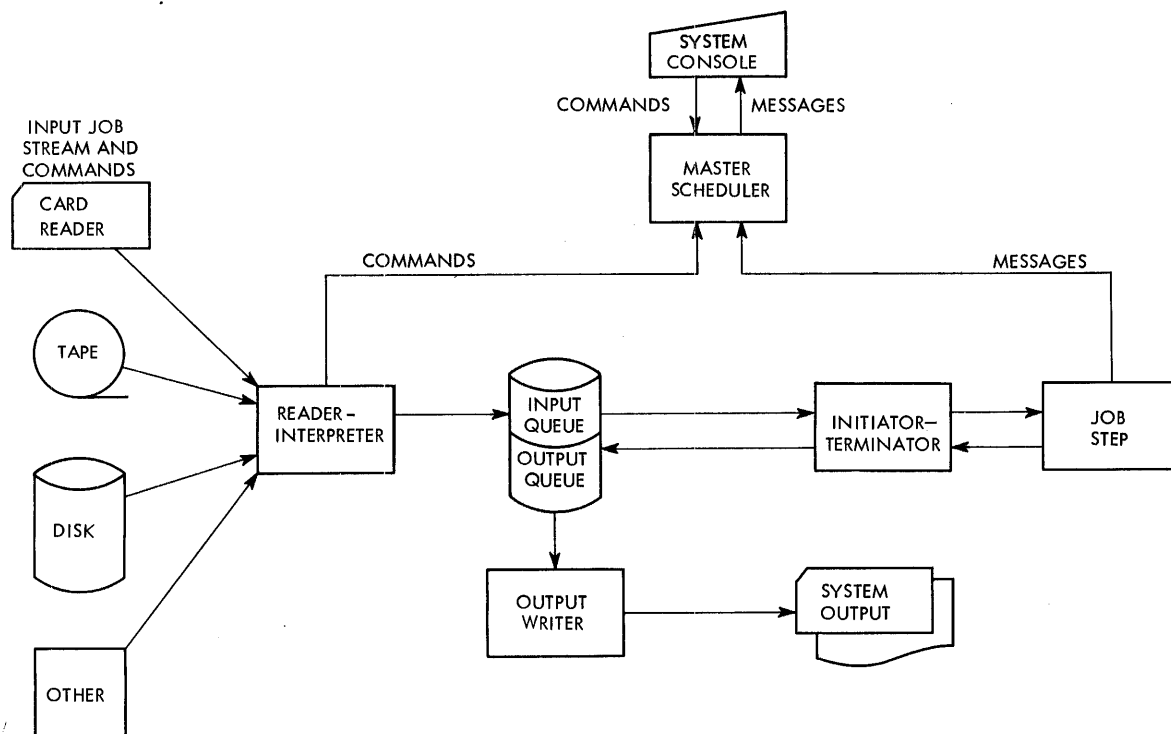 SYSTEM
CONSOLE
COMMANDS
MESSAGES
INPUT JOB
STREAM AND
COMMANDS
MASTER
SCHEDULER
CARD
READER
COMMANDS
MESSAGES
TAPE
READER-
INTERPRETER
INPUT
QUEUE
OUTPUT
QUEUE
INITIATOR-
TERMINATOR
JOB
STEP
DISK
OUTPUT
WRITER
SYSTEM
OUTPUT
OTHER